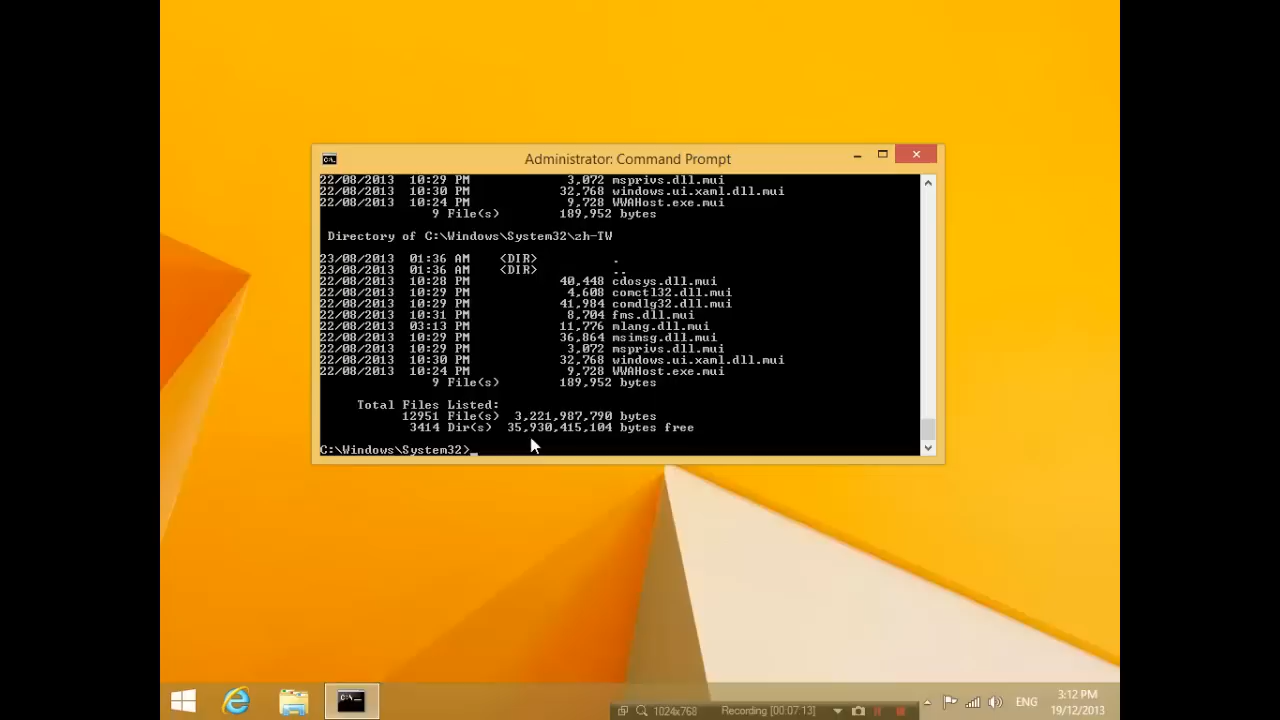 Administrator: Command Prompt
22/08/2013 10:29 PM 3,072 msprivs.dll.mui
22/08/2013 10:30 PM 32,768 windows.ui.xaml.dll.mui
22/08/2013 10:24 PM 9,728 WWAHost.exe.mui
9 File(s) 189,952 bytes
Directory of C:\Windows\System32\zh-TW
23/08/2013 01:36 AM <DIR> .
23/08/2013 01:36 AM <DIR> ..
22/08/2013 10:28 PM 40,448 cdosys.dll.mui
22/08/2013 10:29 PM 4,608 comctl32.dll.mui
22/08/2013 10:29 PM 41,984 comdlg32.dll.mui
22/08/2013 10:31 PM 8,704 fms.dll.mui
22/08/2013 03:13 PM 11,776 mlang.dll.mui
22/08/2013 10:29 PM 36,864 msimsg.dll.mui
22/08/2013 10:29 PM 3,072 msprivs.dll.mui
22/08/2013 10:30 PM 32,768 windows.ui.xaml.dll.mui
22/08/2013 10:24 PM 9,728 WWAHost.exe.mui
9 File(s) 189,952 bytes
Total Files Listed:
12951 File(s) 3,221,987,790 bytes
3414 Dir(s) 35,930,415,104 bytes free
C:\Windows\System32>_
1024x768 Recording [00:07:13]
ENG
3:12 PM
19/12/2013